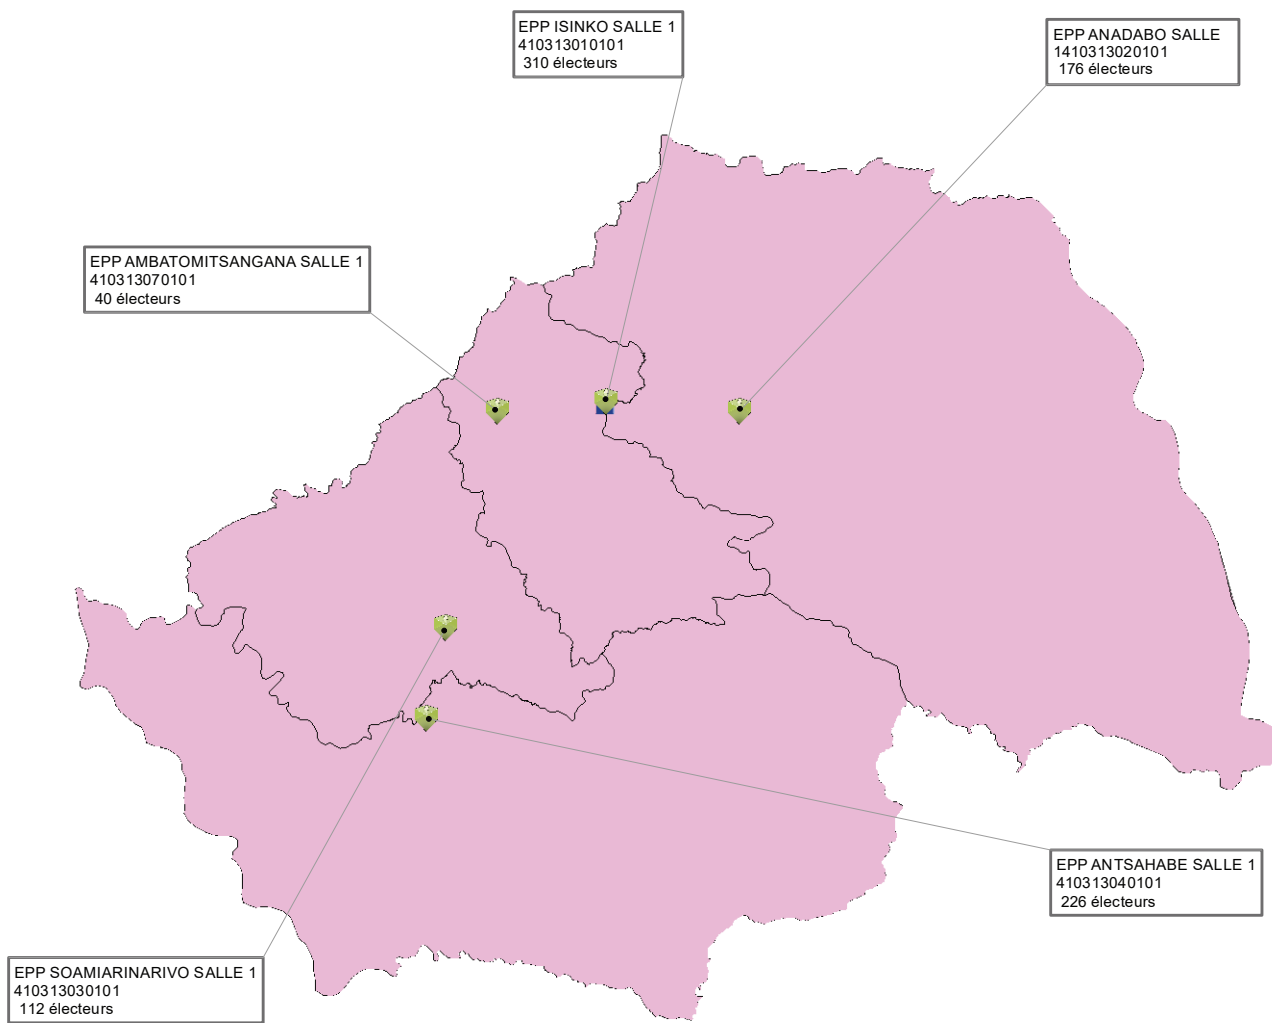 EPP ISINKO SALLE 1
410313010101
310 électeurs
EPP ANADABO SALLE
1410313020101
176 électeurs
EPP AMBATOMITSANGANA SALLE 1
410313070101
40 électeurs
EPP ANTSAHABE SALLE 1
410313040101
226 électeurs
EPP SOAMIARINARIVO SALLE 1
410313030101
112 électeurs